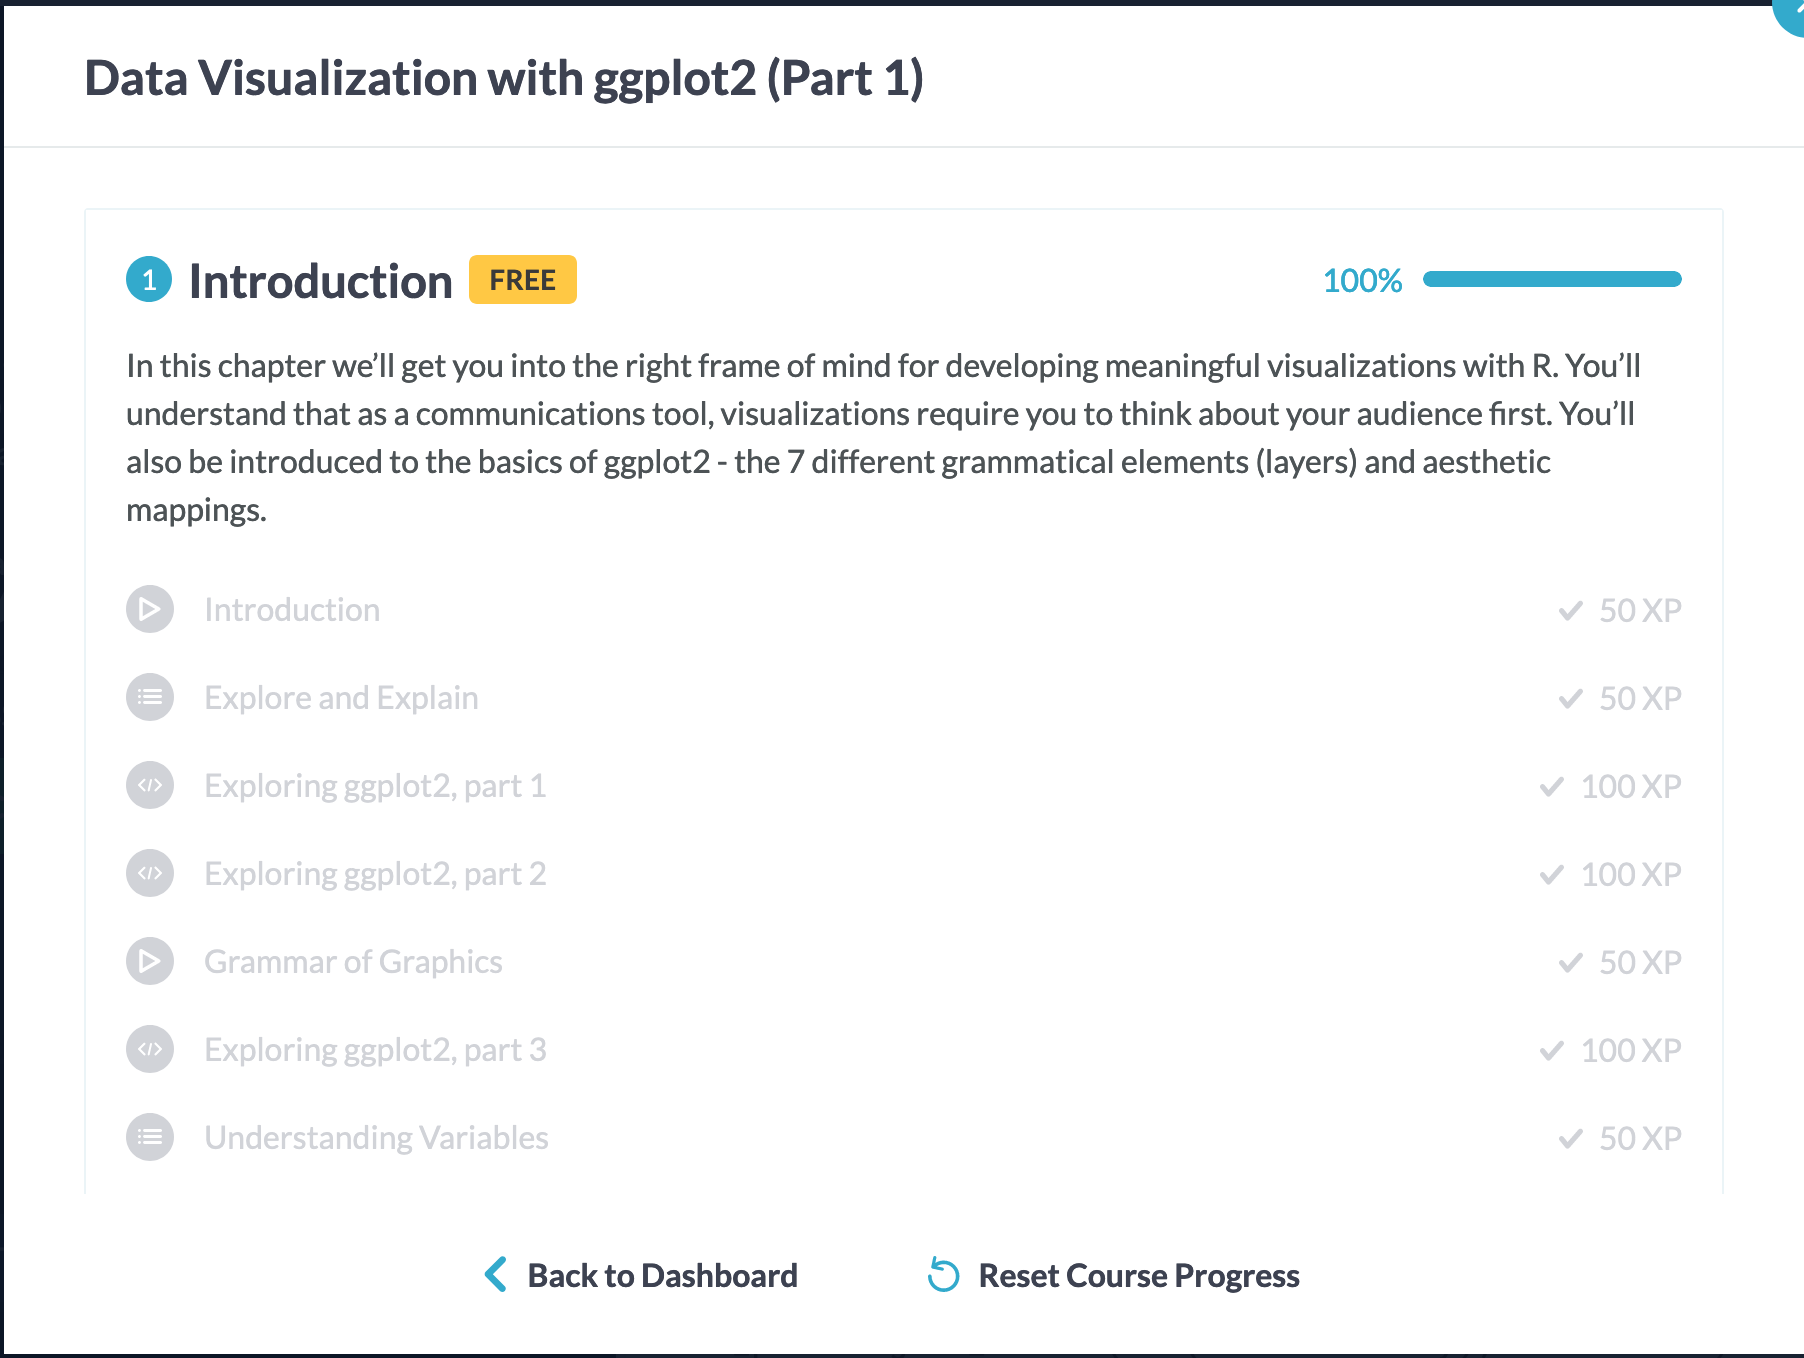 Data Visualization with ggplot2 (Part 1)
1 Introduction FREE 100%
In this chapter we’ll get you into the right frame of mind for developing meaningful visualizations with R. You’ll
understand that as a communications tool, visualizations require you to think about your audience first. You’ll
also be introduced to the basics of ggplot2 - the 7 different grammatical elements (layers) and aesthetic
mappings.
Introduction 50 XP
Explore and Explain 50 XP
Exploring ggplot2, part 1 100 XP
Exploring ggplot2, part 2 100 XP
Grammar of Graphics 50 XP
Exploring ggplot2, part 3 100 XP
Understanding Variables 50 XP
Back to Dashboard Reset Course Progress